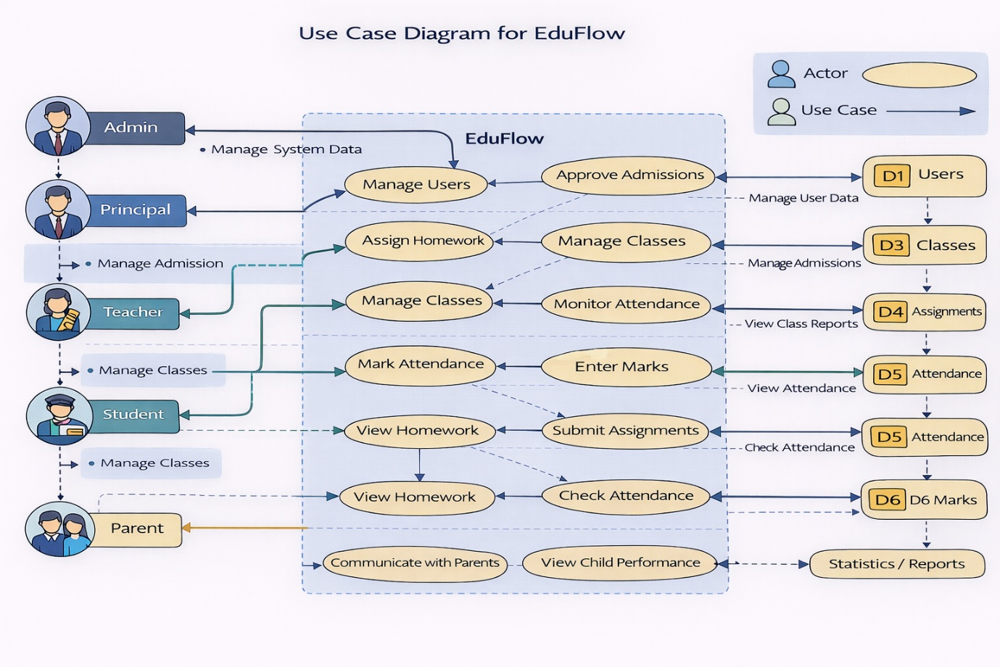 Use Case Diagram for EduFlow
Actor
Use Case
Admin
• Manage System Data
EduFlow
Manage Users
Approve Admissions
D1 Users
Manage User Data
Principal
Assign Homework
Manage Classes
D3 Classes
• Manage Admission
Manage Admissions
Teacher
Manage Classes
Monitor Attendance
D4 Assignments
View Class Reports
• Manage Classes
Mark Attendance
Enter Marks
D5 Attendance
View Attendance
Student
View Homework
Submit Assignments
D5 Attendance
Check Attendance
• Manage Classes
View Homework
Check Attendance
D6 D6 Marks
Parent
Communicate with Parents
View Child Performance
Statistics / Reports